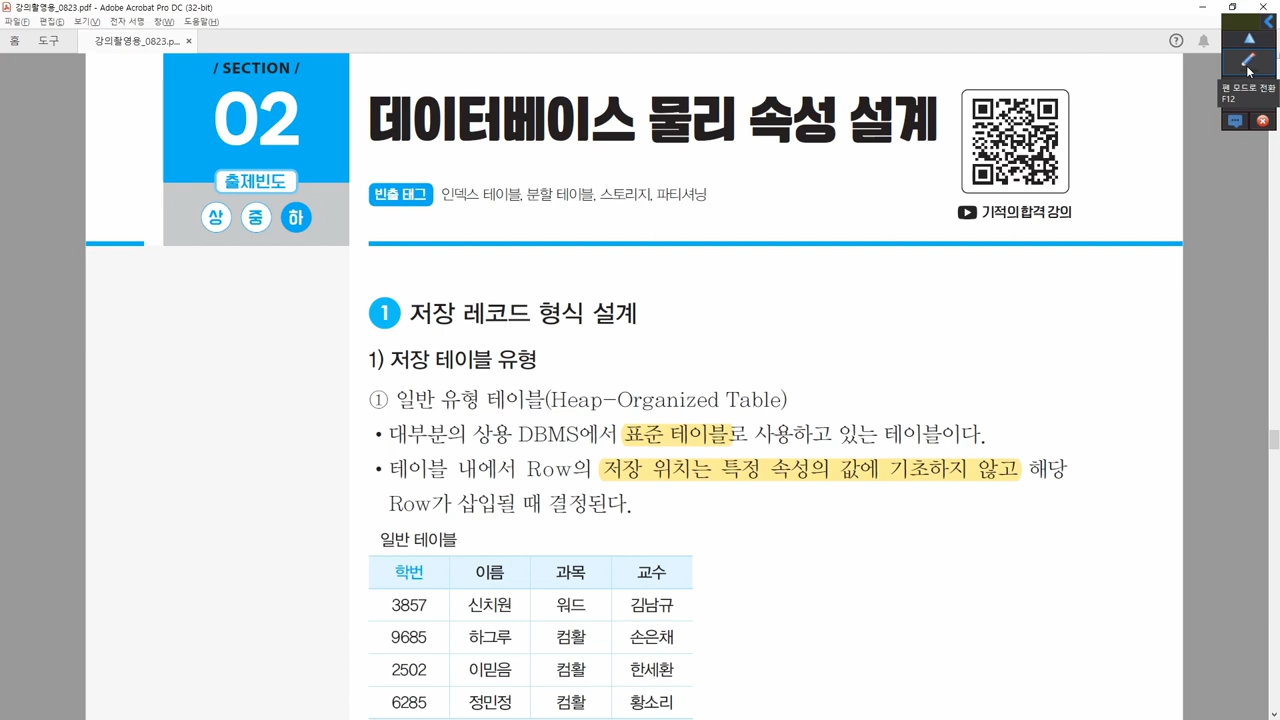 강의촬영용_0823.pdf - Adobe Acrobat Pro DC (32-bit)
파일(F) 편집(E) 보기(V) 전자 서명 창(W) 도움말(H)
홈 도구 강의촬영용_0823.p... ×
펜 모드로 전환
F12
/ SECTION /
02
출제빈도
상 중 하
데이터베이스 물리 속성 설계
빈출 태그 인덱스 테이블, 분할 테이블, 스토리지, 파티셔닝
기적의 합격 강의
1 저장 레코드 형식 설계
1) 저장 테이블 유형
① 일반 유형 테이블(Heap-Organized Table)
• 대부분의 상용 DBMS에서 표준 테이블로 사용하고 있는 테이블이다.
• 테이블 내에서 Row의 저장 위치는 특정 속성의 값에 기초하지 않고 해당
Row가 삽입될 때 결정된다.
일반 테이블
학번 이름 과목 교수
3857 신치원 워드 김남규
9685 하그루 컴활 손은채
2502 이믿음 컴활 한세환
6285 정민정 컴활 황소리